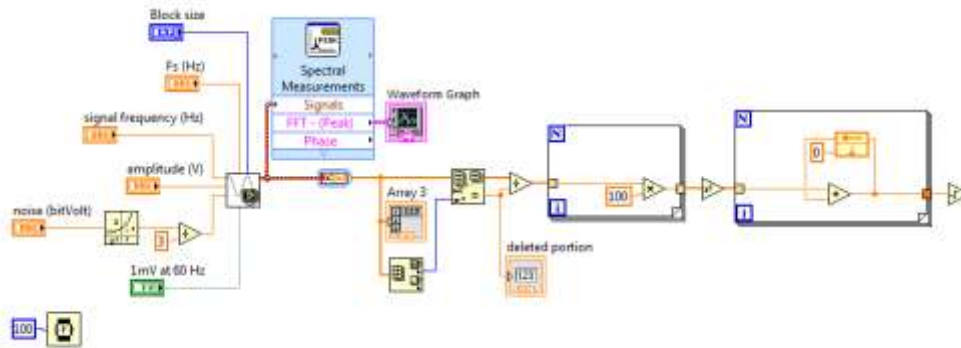 Block size
Fs (Hz)
signal frequency (Hz)
amplitude (V)
noise (bitVolt)
3
1mV at 60 Hz
100
Spectral
Measurements
Signals
FFT - (Peak)
Phase
Waveform Graph
Array 3
deleted portion
123
N
100
i
N
0
i